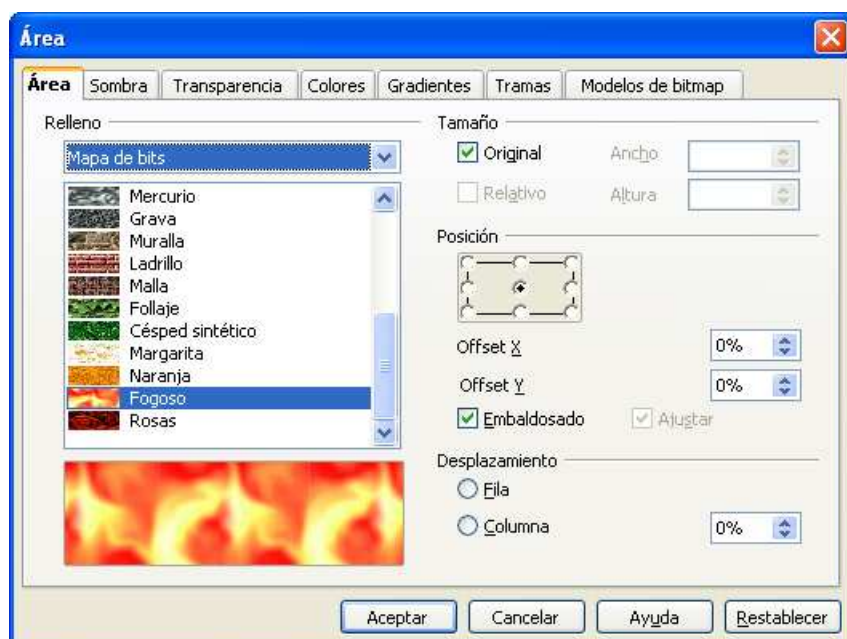 Área
Área Sombra Transparencia Colores Gradientes Tramas Modelos de bitmap
Relleno
Mapa de bits
Mercurio
Grava
Muralla
Ladrillo
Malla
Follaje
Césped sintético
Margarita
Naranja
Fogoso
Rosas
Tamaño
Original Ancho
Relativo Altura
Posición
Offset X 0%
Offset Y 0%
Embaldosado Ajustar
Desplazamiento
Fila
Columna 0%
Aceptar Cancelar Ayuda Restablecer